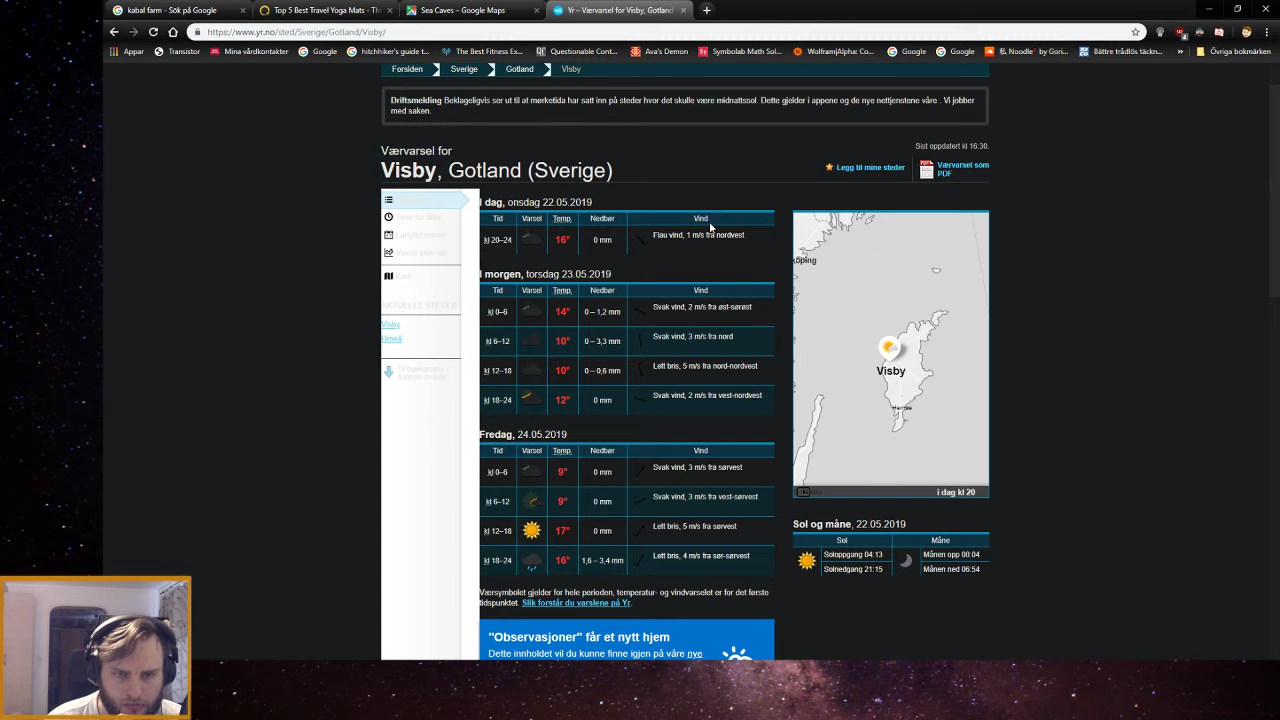 kabal farm - Sök på Google
Top 5 Best Travel Yoga Mats - The
Sea Caves – Google Maps
Yr – Værvarsel for Visby, Gotland
https://www.yr.no/sted/Sverige/Gotland/Visby/
Appar
Transistor
Mina vårdkontakter
Google
hitchhiker's guide t...
The Best Fitness Ex...
Questionable Cont...
Ava's Demon
Symbolab Math Sol...
Wolfram|Alpha: Co...
Google
Google
"Noodle" by Gori...
Bättre trådlös täckn...
»
Övriga bokmärken
Forsiden
Sverige
Gotland
Visby
Driftsmelding Beklageligvis ser ut til at mørketida har satt inn på steder hvor det skulle være midnattssol. Dette gjelder i appene og de nye nettjenestene våre . Vi jobber
med saken.
Værvarsel for
Visby, Gotland (Sverige)
Sist oppdatert kl 16:30.
Legg til mine steder
Værvarsel som
PDF
Time for time
Langtidsvarsel
Kart
AKTUELLE STEDER
Visby
Umeå
I dag, onsdag 22.05.2019
Tid Varsel Temp. Nedbør Vind
kl 20–24 16° 0 mm Flau vind, 1 m/s fra nordvest
I morgen, torsdag 23.05.2019
Tid Varsel Temp. Nedbør Vind
kl 0–6 14° 0 – 1,2 mm Svak vind, 2 m/s fra øst-sørøst
kl 6–12 10° 0 – 3,3 mm Svak vind, 3 m/s fra nord
kl 12–18 10° 0 – 0,6 mm Lett bris, 5 m/s fra nord-nordvest
kl 18–24 12° 0 mm Svak vind, 2 m/s fra vest-nordvest
Fredag, 24.05.2019
Tid Varsel Temp. Nedbør Vind
kl 0–6 9° 0 mm Svak vind, 3 m/s fra sørvest
kl 6–12 9° 0 mm Svak vind, 3 m/s fra vest-sørvest
kl 12–18 17° 0 mm Lett bris, 5 m/s fra sørvest
kl 18–24 16° 1,6 – 3,4 mm Lett bris, 4 m/s fra sør-sørvest
Værsymbolet gjelder for hele perioden, temperatur- og vindvarselet er for det første
tidspunktet. Slik forstår du varslene på Yr.
"Observasjoner" får et nytt hjem
Dette innholdet vil du kunne finne igjen på våre nye
köping
Visby
i dag kl 20
Sol og måne, 22.05.2019
Sol Måne
Soloppgang 04:13 Månen opp 00:04
Solnedgang 21:15 Månen ned 06:54